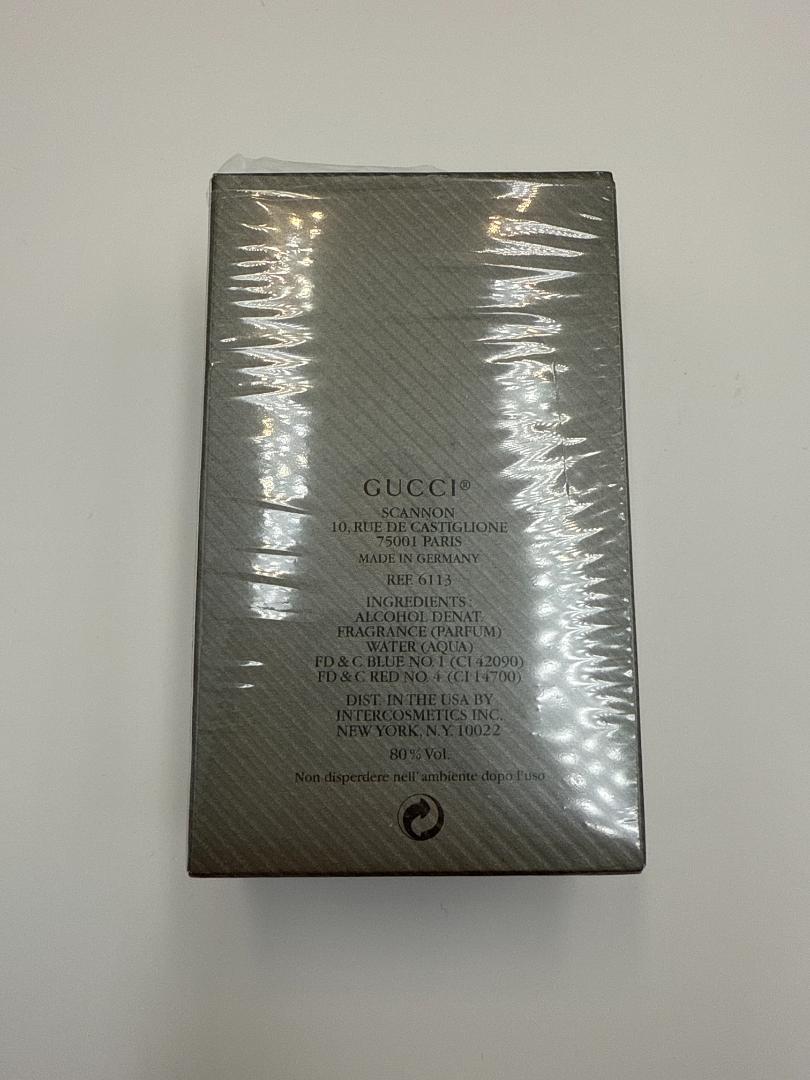 GUCCI®
SCANNON
10, RUE DE CASTIGLIONE
75001 PARIS
MADE IN GERMANY
REF. 6113
INGREDIENTS :
ALCOHOL DENAT.
FRAGRANCE (PARFUM)
WATER (AQUA)
FD & C BLUE NO. 1 (CI 42090)
FD & C RED NO. 4 (CI 14700)
DIST. IN THE USA BY
INTERCOSMETICS INC.
NEW YORK, N.Y. 10022
80 % Vol.
Non disperdere nell'ambiente dopo l'uso